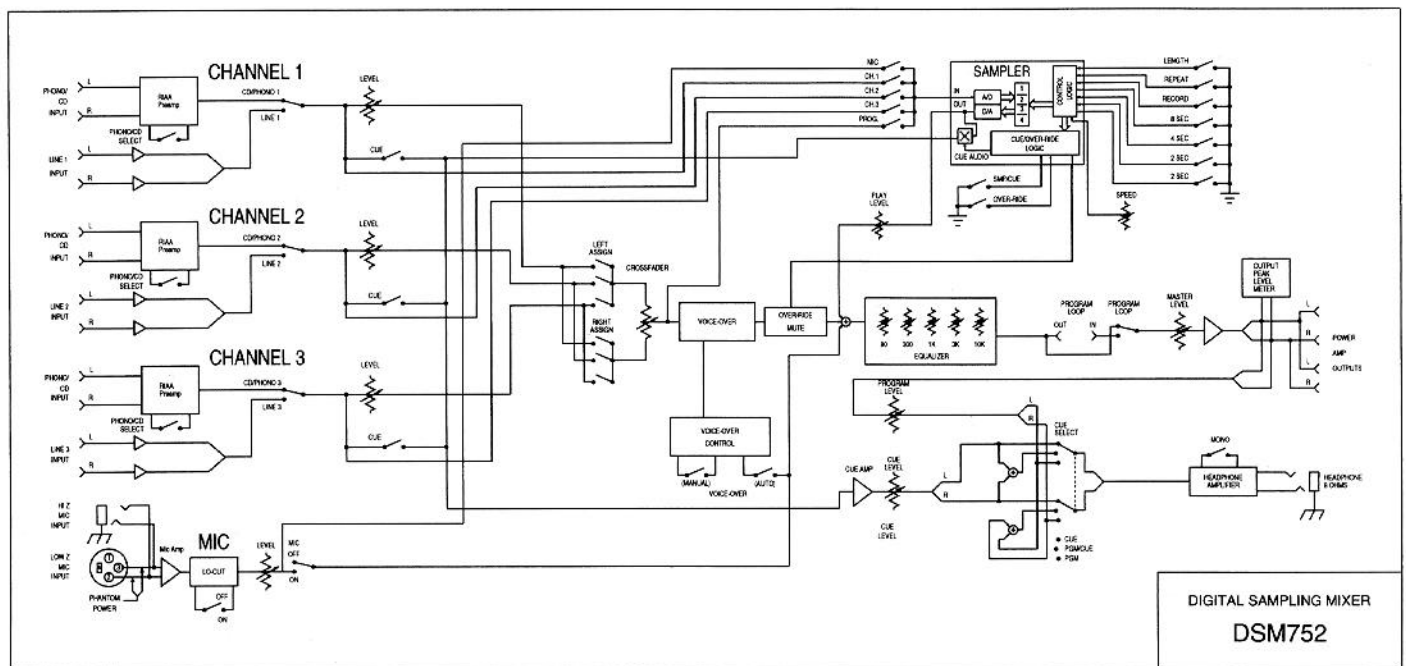 CHANNEL 1
PHONO/
CD
INPUT
L
R
RIAA
Preamp
CD/PHONO 1
LINE 1
PHONO/CD
SELECT
LINE 1
INPUT
L
R
LEVEL
CUE
CHANNEL 2
PHONO/
CD
INPUT
L
R
RIAA
Preamp
CD/PHONO 2
LINE 2
PHONO/CD
SELECT
LINE 2
INPUT
L
R
LEVEL
CUE
CHANNEL 3
PHONO/
CD
INPUT
L
R
RIAA
Preamp
CD/PHONO 3
LINE 3
PHONO/CD
SELECT
LINE 3
INPUT
L
R
LEVEL
CUE
HI Z
MIC
INPUT
LOW Z
MIC
INPUT
1
2
3
PHANTOM
POWER
Mic Amp
MIC
LO-CUT
OFF
ON
LEVEL
MIC
OFF
ON
LEFT
ASSIGN
CROSSFADER
RIGHT
ASSIGN
MIC
CH.1
CH.2
CH.3
PROG.
SAMPLER
IN
OUT
A/D
D/A
1
2
3
4
CONTROL
LOGIC
CUE/OVER-RIDE
LOGIC
CUE AUDIO
SMP/CUE
OVER-RIDE
LENGTH
REPEAT
RECORD
8 SEC
4 SEC
2 SEC
2 SEC
SPEED
PLAY
LEVEL
VOICE-OVER
OVER-RIDE
MUTE
VOICE-OVER
CONTROL
(MANUAL)
(AUTO)
VOICE-OVER
80
300
1K
3K
10K
EQUALIZER
PROGRAM
LOOP
OUT
IN
PROGRAM
LOOP
MASTER
LEVEL
OUTPUT
PEAK
LEVEL
METER
L
R
L
R
POWER
AMP
OUTPUTS
PROGRAM
LEVEL
L
R
CUE
SELECT
CUE AMP
CUE
LEVEL
CUE
LEVEL
L
R
CUE
PGM/CUE
PGM
MONO
HEADPHONE
AMPLIFIER
HEADPHONE
8 OHMS
DIGITAL SAMPLING MIXER
DSM752